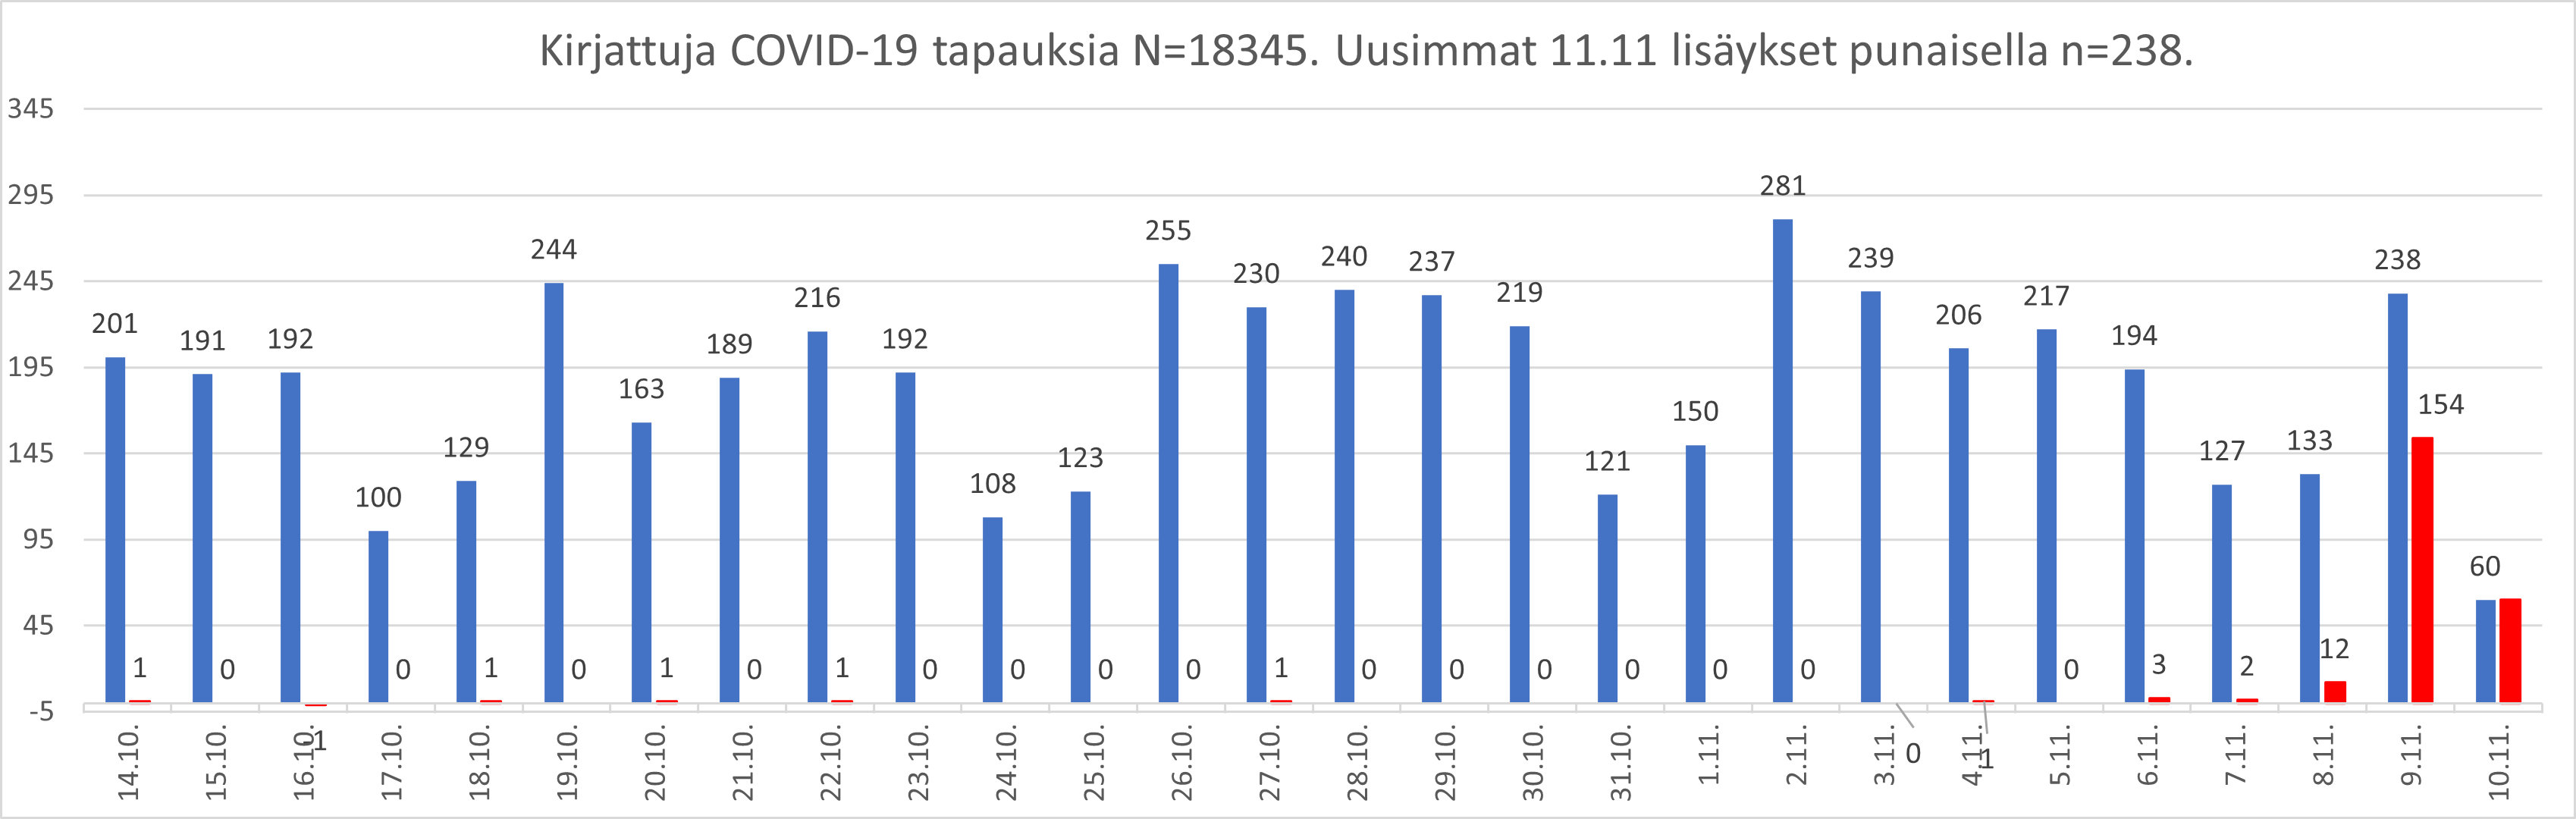 Kirjattuja COVID-19 tapauksia N=18345. Uusimmat 11.11 lisäykset punaisella n=238.
345
295
245
195
145
95
45
-5
201 191 192 100 129 244 163 189 216 192 108 123 255 230 240 237 219 121 150 281 239 206 217 194 127 133 238 60
1 0 -1 0 1 0 1 0 1 0 0 0 0 1 0 0 0 0 0 0 0 1 0 3 2 12 154
14.10. 15.10. 16.10. 17.10. 18.10. 19.10. 20.10. 21.10. 22.10. 23.10. 24.10. 25.10. 26.10. 27.10. 28.10. 29.10. 30.10. 31.10. 1.11. 2.11. 3.11. 4.11. 5.11. 6.11. 7.11. 8.11. 9.11. 10.11.